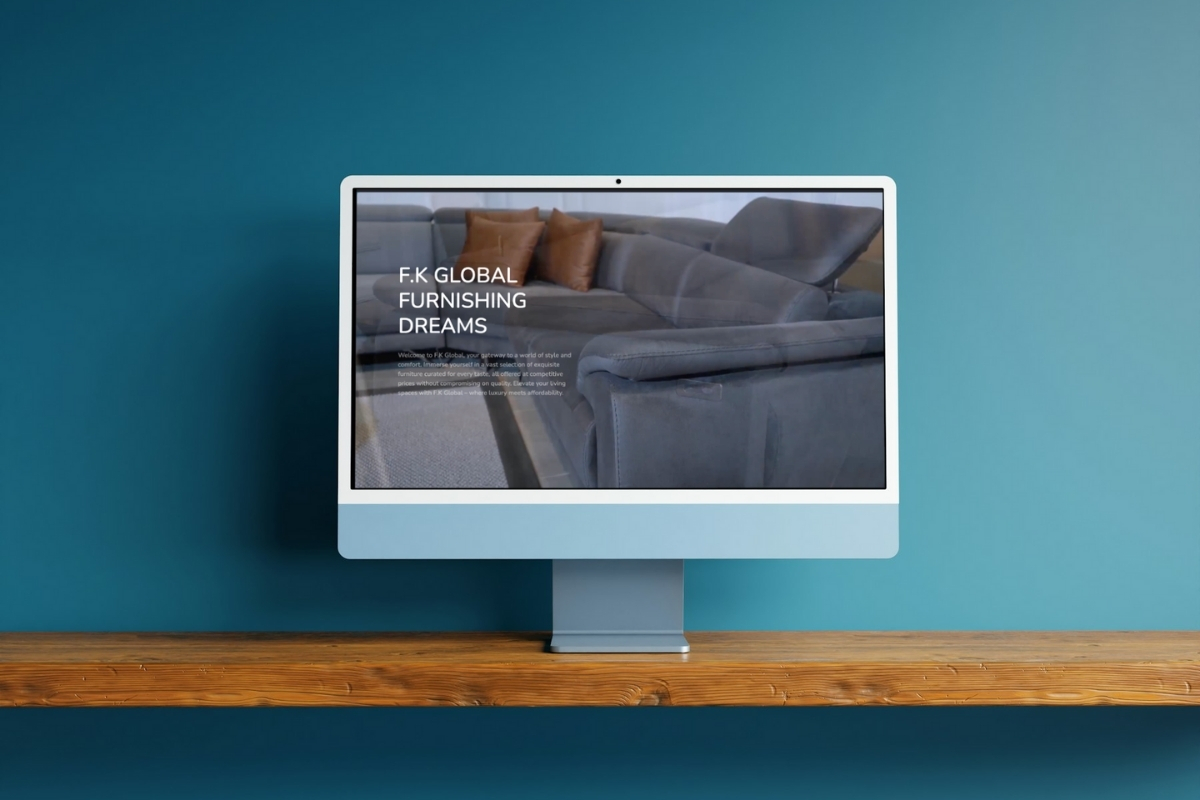 F.K GLOBAL
FURNISHING
DREAMS
Welcome to F.K Global, your gateway to a world of style and
comfort. Immerse yourself in a vast selection of exquisite
furniture curated for every taste, all offered at competitive
prices without compromising on quality. Elevate your living
spaces with F.K Global – where luxury meets affordability.